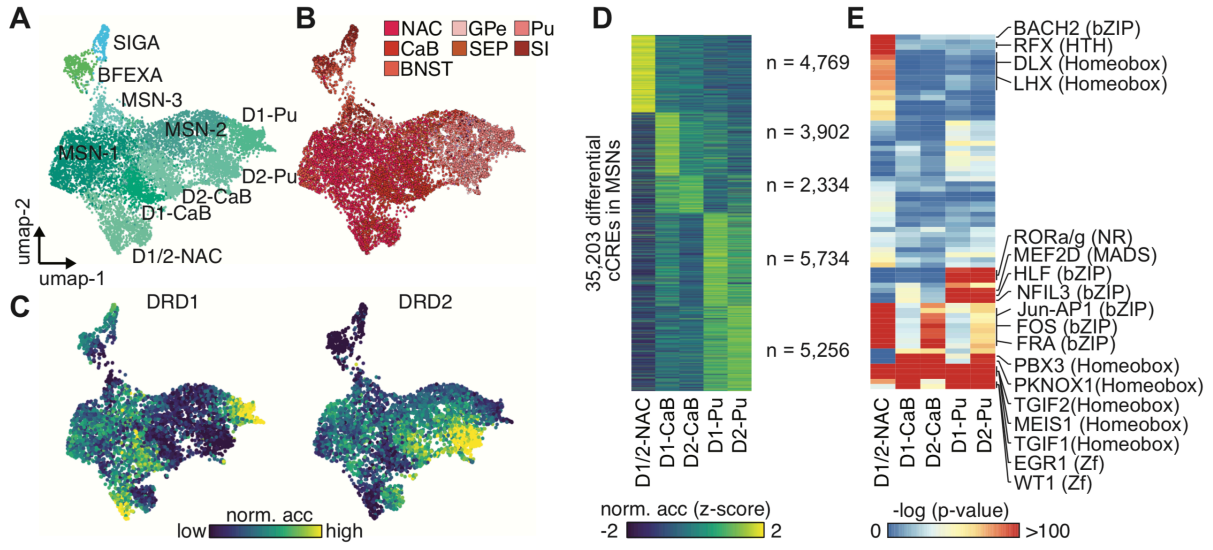 A
SIGA
BFEXA
MSN-3
D1-Pu
MSN-2
MSN-1
D2-Pu
D2-CaB
D1-CaB
D1/2-NAC
umap-2
umap-1
B
NAC
GPe
Pu
CaB
SEP
SI
BNST
C
DRD1
DRD2
norm. acc
low
high
D
35,203 differential
cCREs in MSNs
n = 4,769
n = 3,902
n = 2,334
n = 5,734
n = 5,256
D1/2-NAC
D1-CaB
D2-CaB
D1-Pu
D2-Pu
norm. acc (z-score)
-2
2
E
BACH2 (bZIP)
RFX (HTH)
DLX (Homeobox)
LHX (Homeobox)
RORa/g (NR)
MEF2D (MADS)
HLF (bZIP)
NFIL3 (bZIP)
Jun-AP1 (bZIP)
FOS (bZIP)
FRA (bZIP)
PBX3 (Homeobox)
PKNOX1(Homeobox)
TGIF2(Homeobox)
MEIS1 (Homeobox)
TGIF1(Homeobox)
EGR1 (Zf)
WT1 (Zf)
D1/2-NAC
D1-CaB
D2-CaB
D1-Pu
D2-Pu
-log (p-value)
0
>100